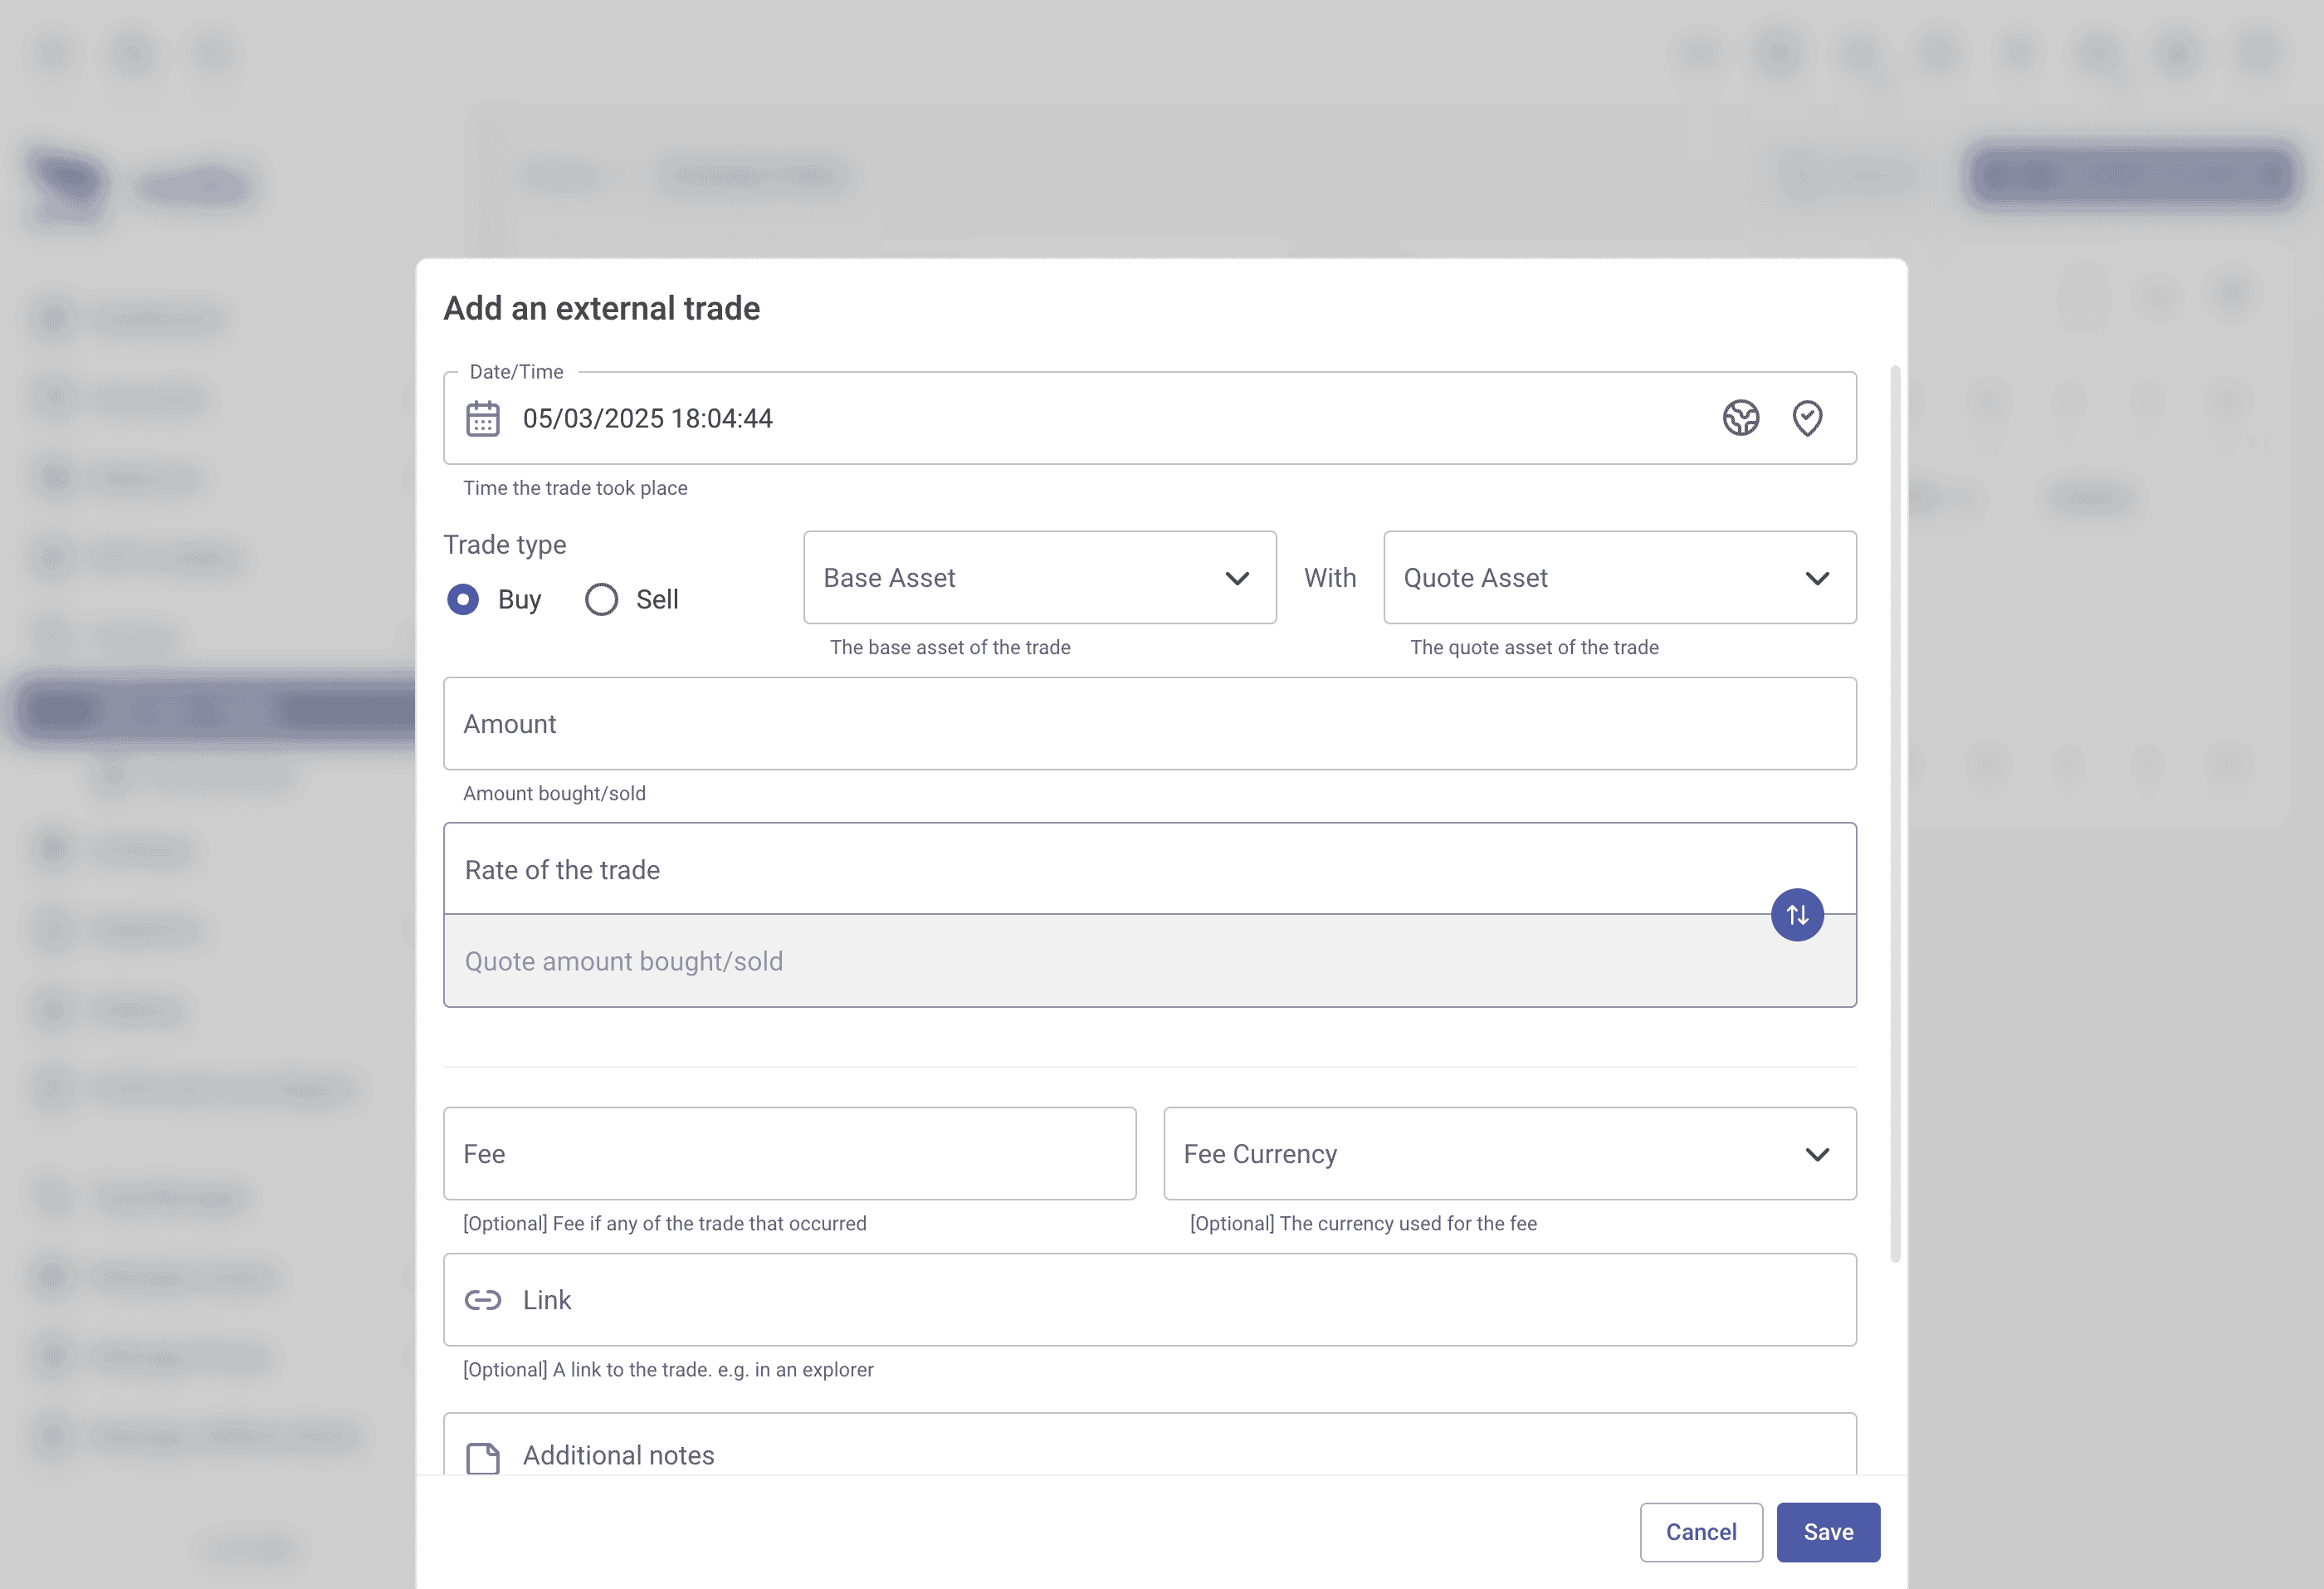 Add an external trade
Date/Time
05/03/2025 18:04:44
Time the trade took place
Trade type
Buy Sell
Base Asset
The base asset of the trade
With
Quote Asset
The quote asset of the trade
Amount
Amount bought/sold
Rate of the trade
Quote amount bought/sold
Fee
[Optional] Fee if any of the trade that occurred
Fee Currency
[Optional] The currency used for the fee
Link
[Optional] A link to the trade. e.g. in an explorer
Additional notes
Cancel Save